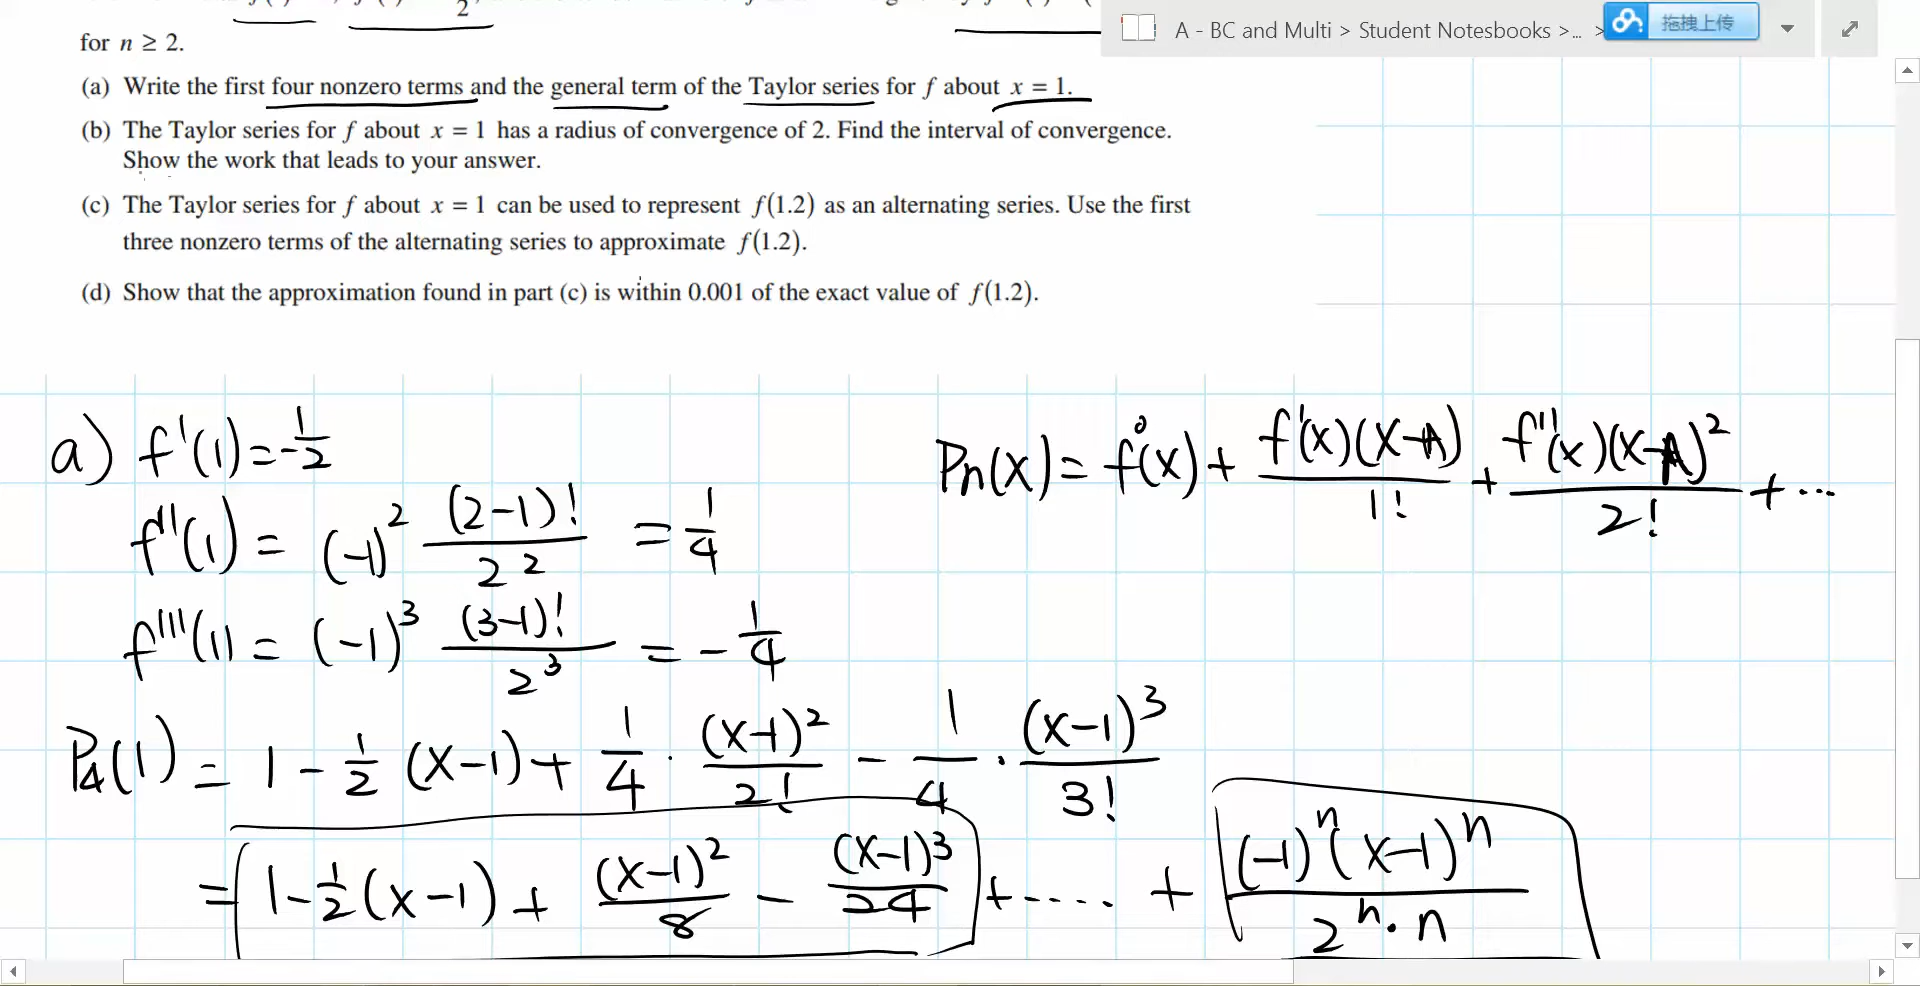 2
A - BC and Multi > Student Notesbooks >... >
拖拽上传
for n ≥ 2.
(a) Write the first four nonzero terms and the general term of the Taylor series for f about x = 1.
(b) The Taylor series for f about x = 1 has a radius of convergence of 2. Find the interval of convergence.
Show the work that leads to your answer.
(c) The Taylor series for f about x = 1 can be used to represent f(1.2) as an alternating series. Use the first
three nonzero terms of the alternating series to approximate f(1.2).
(d) Show that the approximation found in part (c) is within 0.001 of the exact value of f(1.2).
a) f'(1) = -1/2
Pn(x) = f⁰(x) + f'(x)(x-A)/1! + f''(x)(x-A)²/2! + ...
f''(1) = (-1)² (2-1)!/2² = 1/4
f'''(1) = (-1)³ (3-1)!/2³ = - 1/4
P₄(1) = 1 - 1/2 (x-1) + 1/4 · (x-1)²/2! - 1/4 · (x-1)³/3!
= 1 - 1/2 (x-1) + (x-1)²/8 - (x-1)³/24 + .... + (-1)ⁿ(x-1)ⁿ/2ⁿ·n